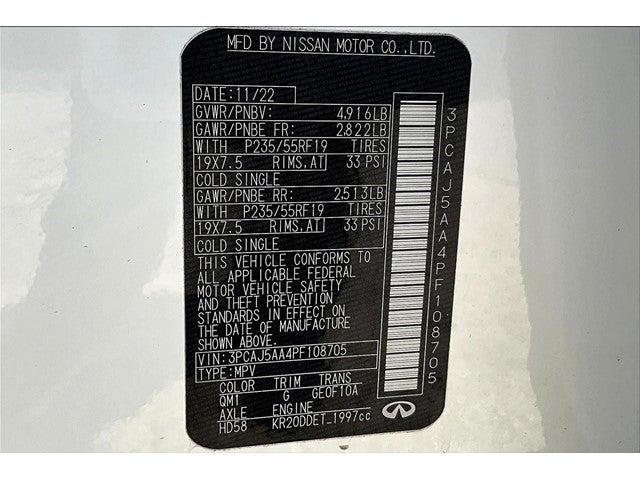 MFD BY NISSAN MOTOR CO.,LTD.
DATE: 11/22
GVWR/PNBV: 4,916LB
GAWR/PNBE FR: 2,822LB
WITH P235/55RF19 TIRES
19X7.5 RIMS,AT 33 PSI
COLD SINGLE
GAWR/PNBE RR: 2,513LB
WITH P235/55RF19 TIRES
19X7.5 RIMS,AT 33 PSI
COLD SINGLE
THIS VEHICLE CONFORMS TO
ALL APPLICABLE FEDERAL
MOTOR VEHICLE SAFETY
AND THEFT PREVENTION
STANDARDS IN EFFECT ON
THE DATE OF MANUFACTURE
SHOWN ABOVE.
VIN: 3PCAJ5AA4PF108705
TYPE: MPV
COLOR TRIM TRANS
QM1 G GE0F10A
AXLE ENGINE
HD58 KR20DDET_1997cc
3PCAJ5AA4PF108705